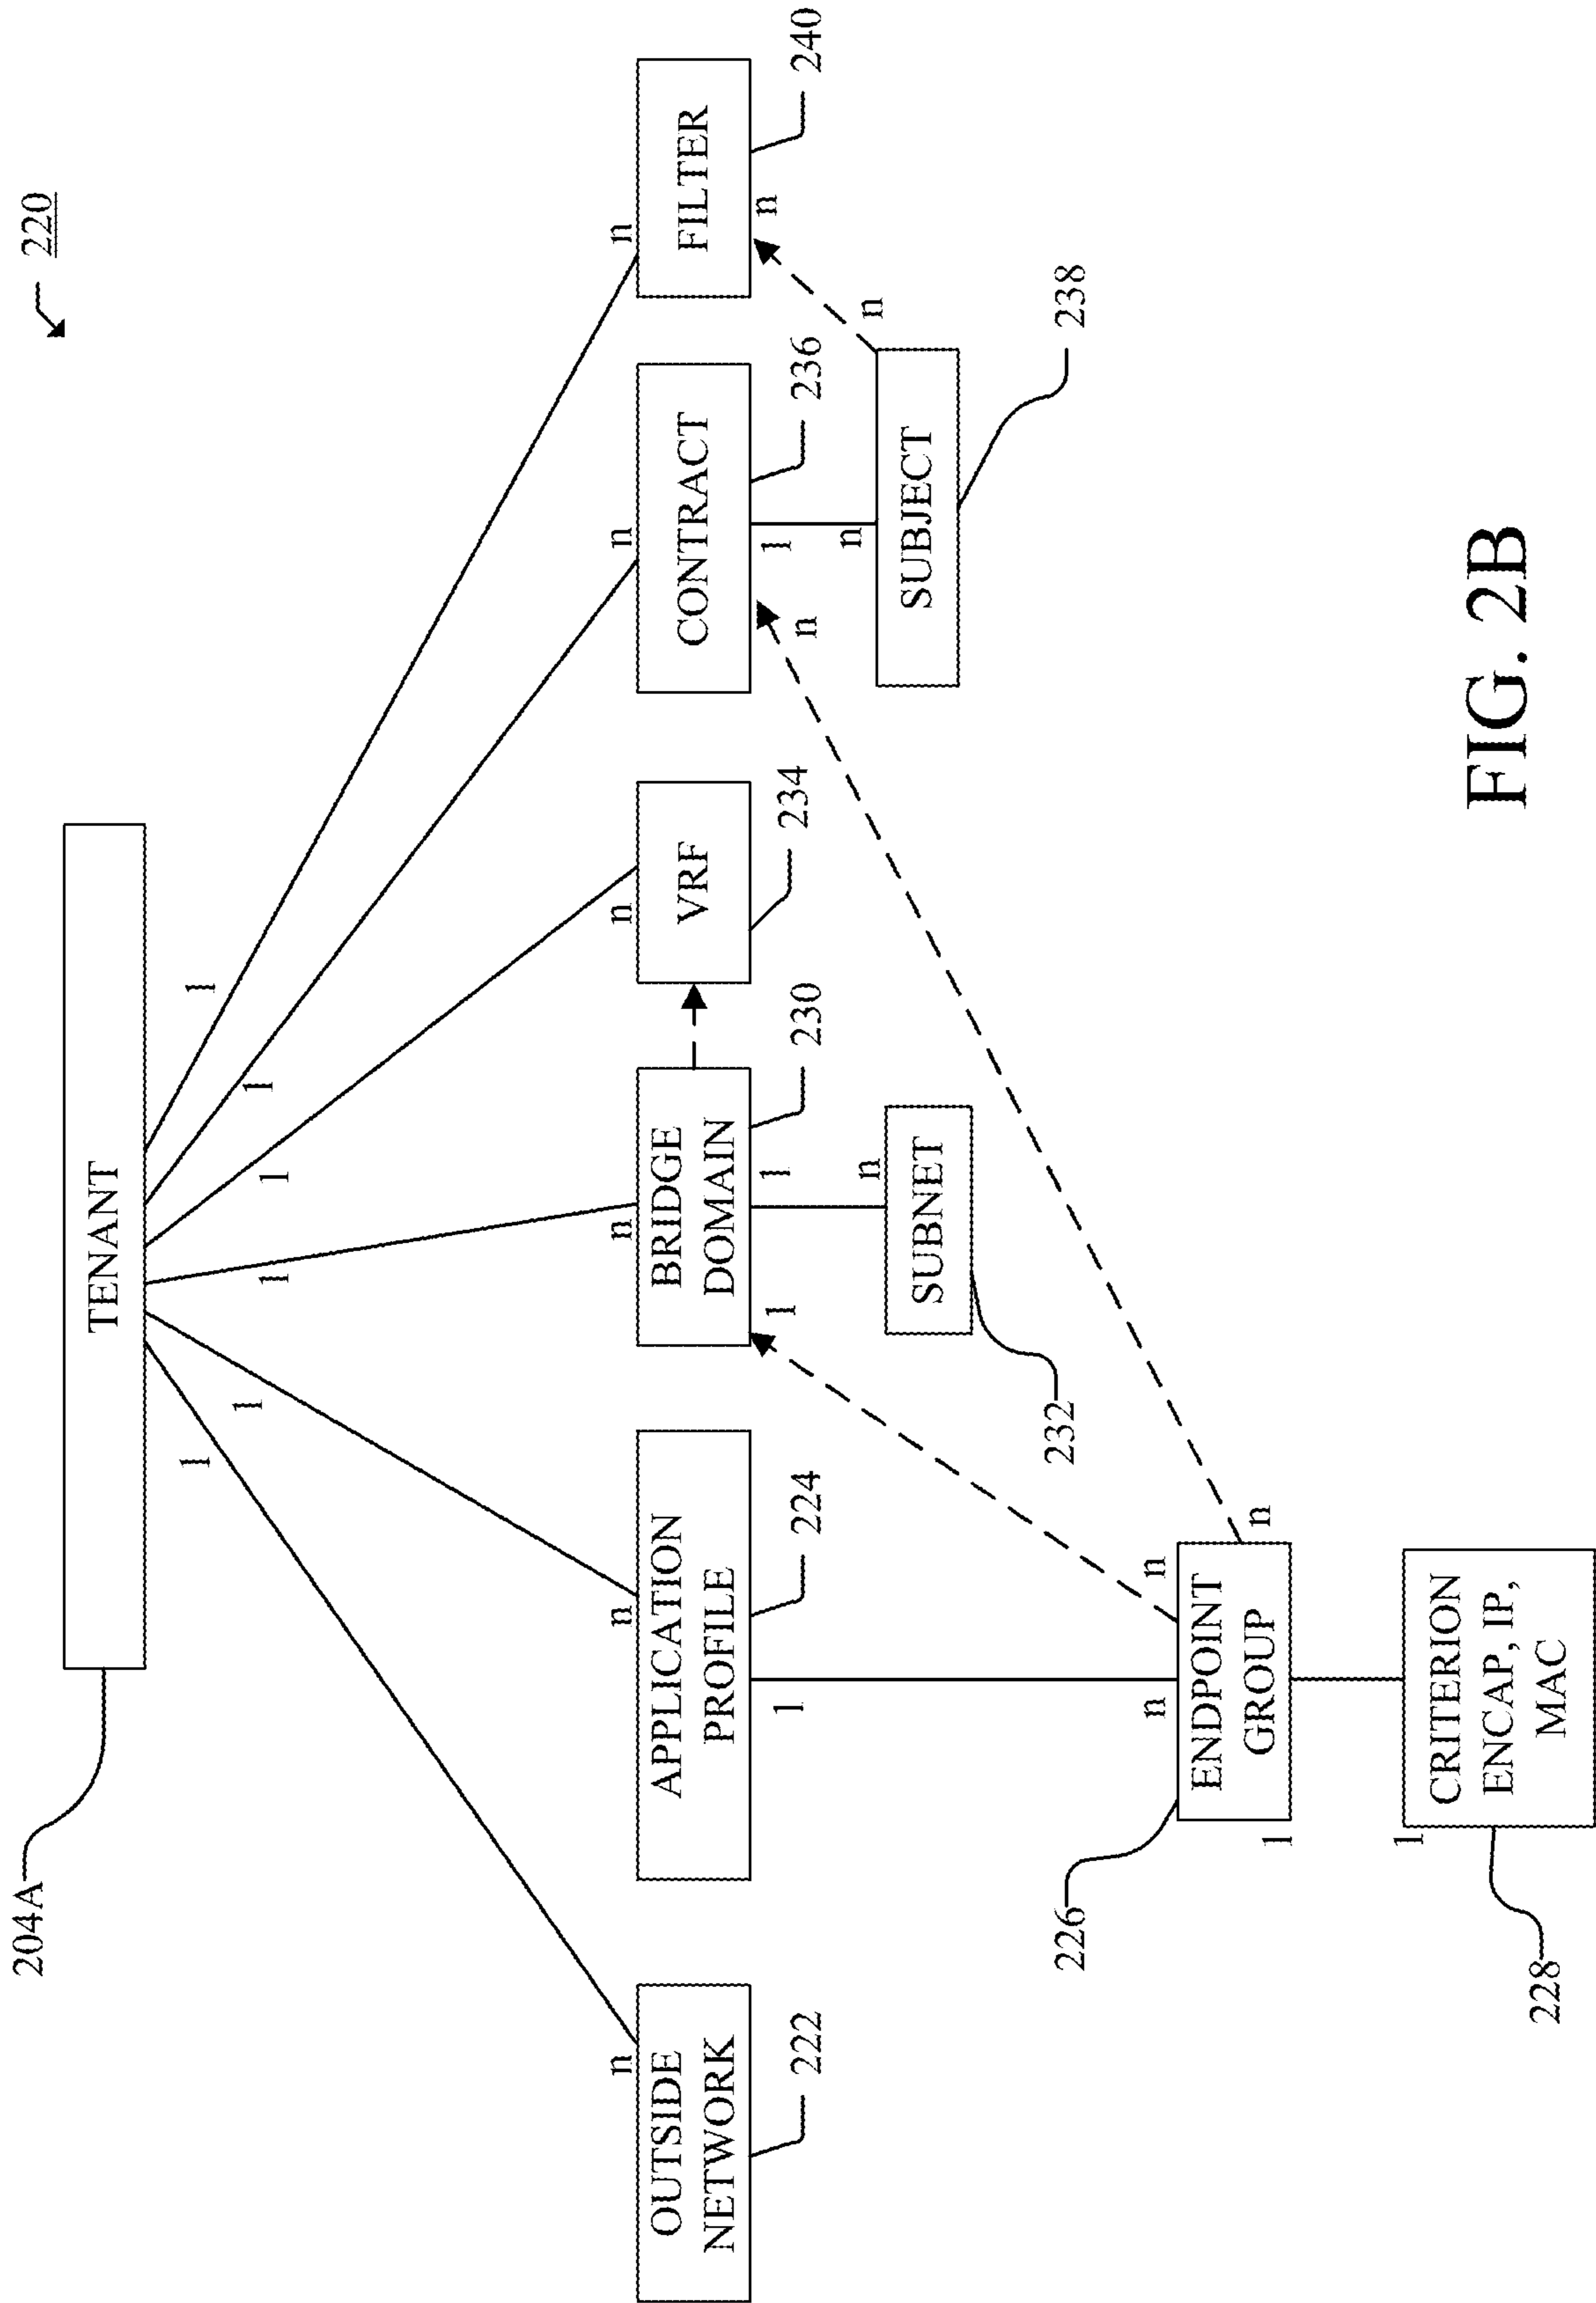 220
204A
TENANT
1
1
1
1
1
1
n
n
n
n
n
n
OUTSIDE
NETWORK
222
APPLICATION
PROFILE
224
BRIDGE
DOMAIN
230
VRF
234
CONTRACT
236
FILTER
240
1
1
1
1
n
n
n
n
SUBNET
232
SUBJECT
238
n
n
n
226
ENDPOINT
GROUP
1
1
228
CRITERION
ENCAP, IP,
MAC
FIG. 2B